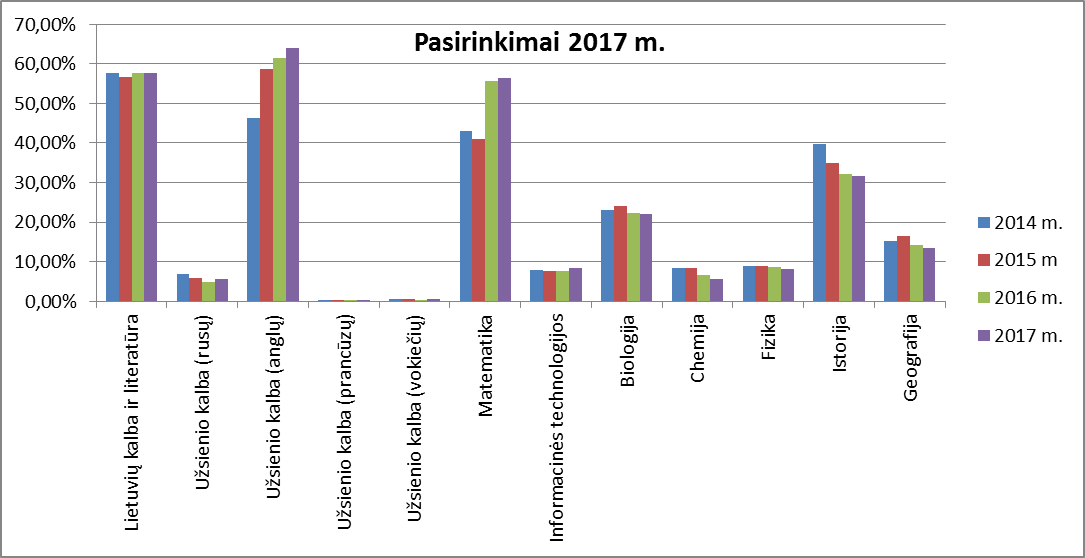 Pasirinkimai 2017 m.
70,00%
60,00%
50,00%
40,00%
30,00%
20,00%
10,00%
0,00%
Lietuvių kalba ir literatūra
Užsienio kalba (rusų)
Užsienio kalba (anglų)
Užsienio kalba (prancūzų)
Užsienio kalba (vokiečių)
Matematika
Informacinės technologijos
Biologija
Chemija
Fizika
Istorija
Geografija
2014 m.
2015 m
2016 m.
2017 m.